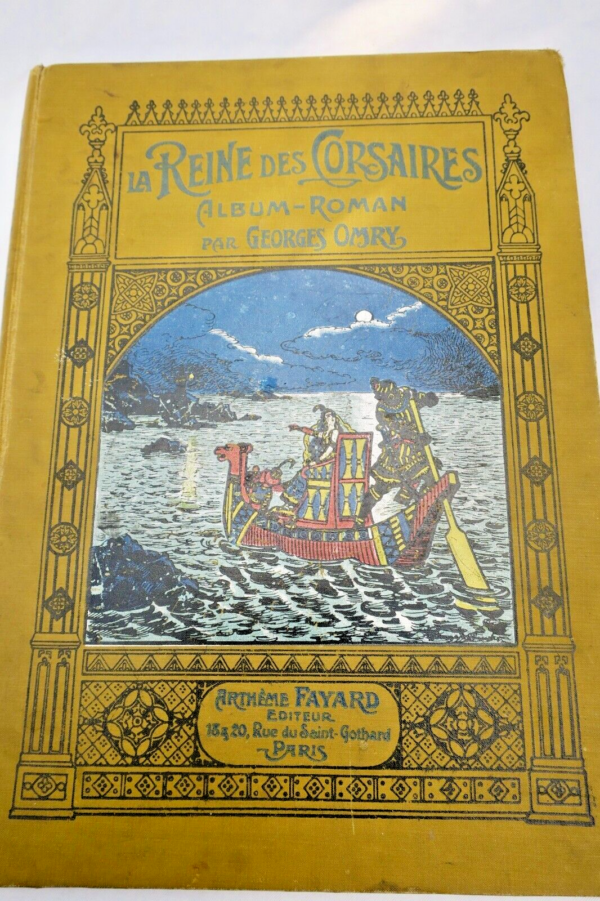 LA REINE DES CORSAIRES
ALBUM-ROMAN
PAR GEORGES OMRY
ARTHÈME FAYARD
EDITEUR
18 & 20, Rue du Saint-Gothard
PARIS